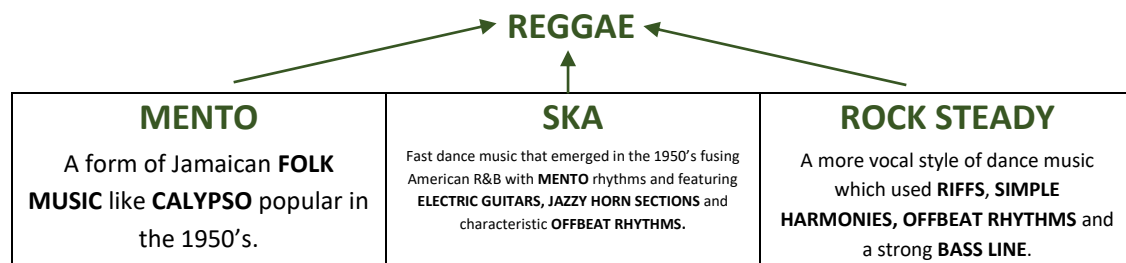 REGGAE
MENTO
A form of Jamaican FOLK
MUSIC like CALYPSO popular in
the 1950's.
SKA
Fast dance music that emerged in the 1950's fusing
American R&B with MENTO rhythms and featuring
ELECTRIC GUITARS, JAZZY HORN SECTIONS and
characteristic OFFBEAT RHYTHMS.
ROCK STEADY
A more vocal style of dance music
which used RIFFS, SIMPLE
HARMONIES, OFFBEAT RHYTHMS and
a strong BASS LINE.